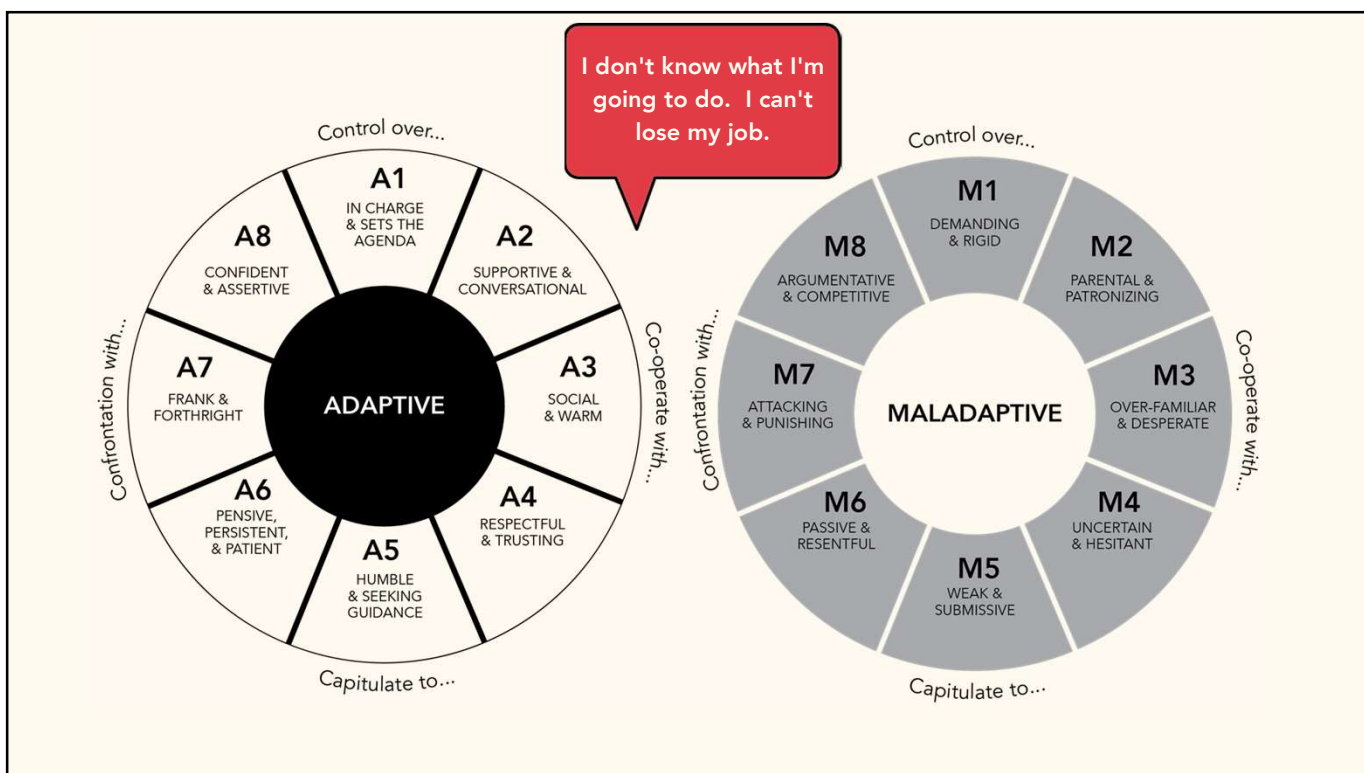 I don't know what I'm
going to do.  I can't
lose my job.
Control over...
A1
IN CHARGE
& SETS THE
AGENDA
A2
SUPPORTIVE &
CONVERSATIONAL
Co-operate with...
A3
SOCIAL
& WARM
A4
RESPECTFUL
& TRUSTING
A5
HUMBLE
& SEEKING
GUIDANCE
Capitulate to...
A6
PENSIVE,
PERSISTENT,
& PATIENT
A7
FRANK &
FORTHRIGHT
Confrontation with...
A8
CONFIDENT
& ASSERTIVE
ADAPTIVE
Control over...
M1
DEMANDING
& RIGID
M2
PARENTAL &
PATRONIZING
Co-operate with...
M3
OVER-FAMILIAR
& DESPERATE
M4
UNCERTAIN
& HESITANT
M5
WEAK &
SUBMISSIVE
Capitulate to...
M6
PASSIVE &
RESENTFUL
M7
ATTACKING
& PUNISHING
Confrontation with...
M8
ARGUMENTATIVE
& COMPETITIVE
MALADAPTIVE